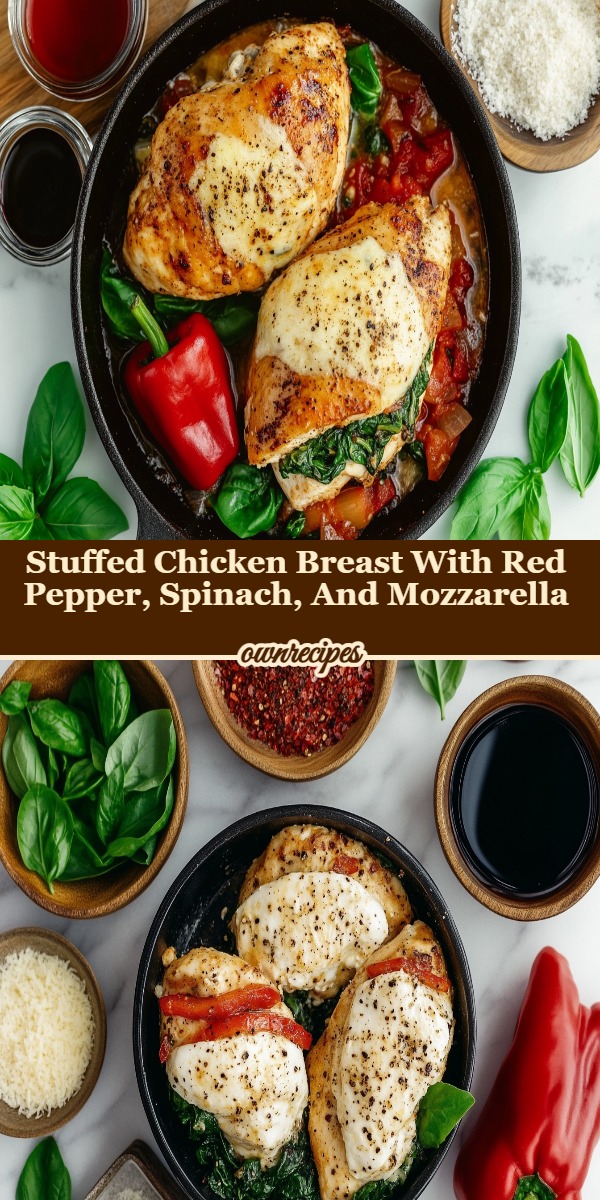 Stuffed Chicken Breast With Red
Pepper, Spinach, And Mozzarella
ownrecipes